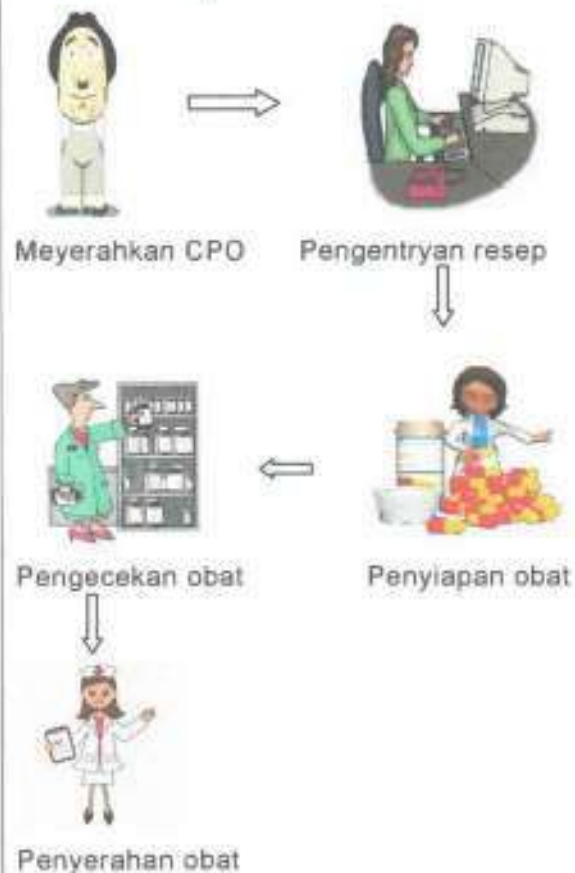 Meyerahkan CPO
Pengentryan resep
Penyiapan obat
Pengecekan obat
Penyerahan obat